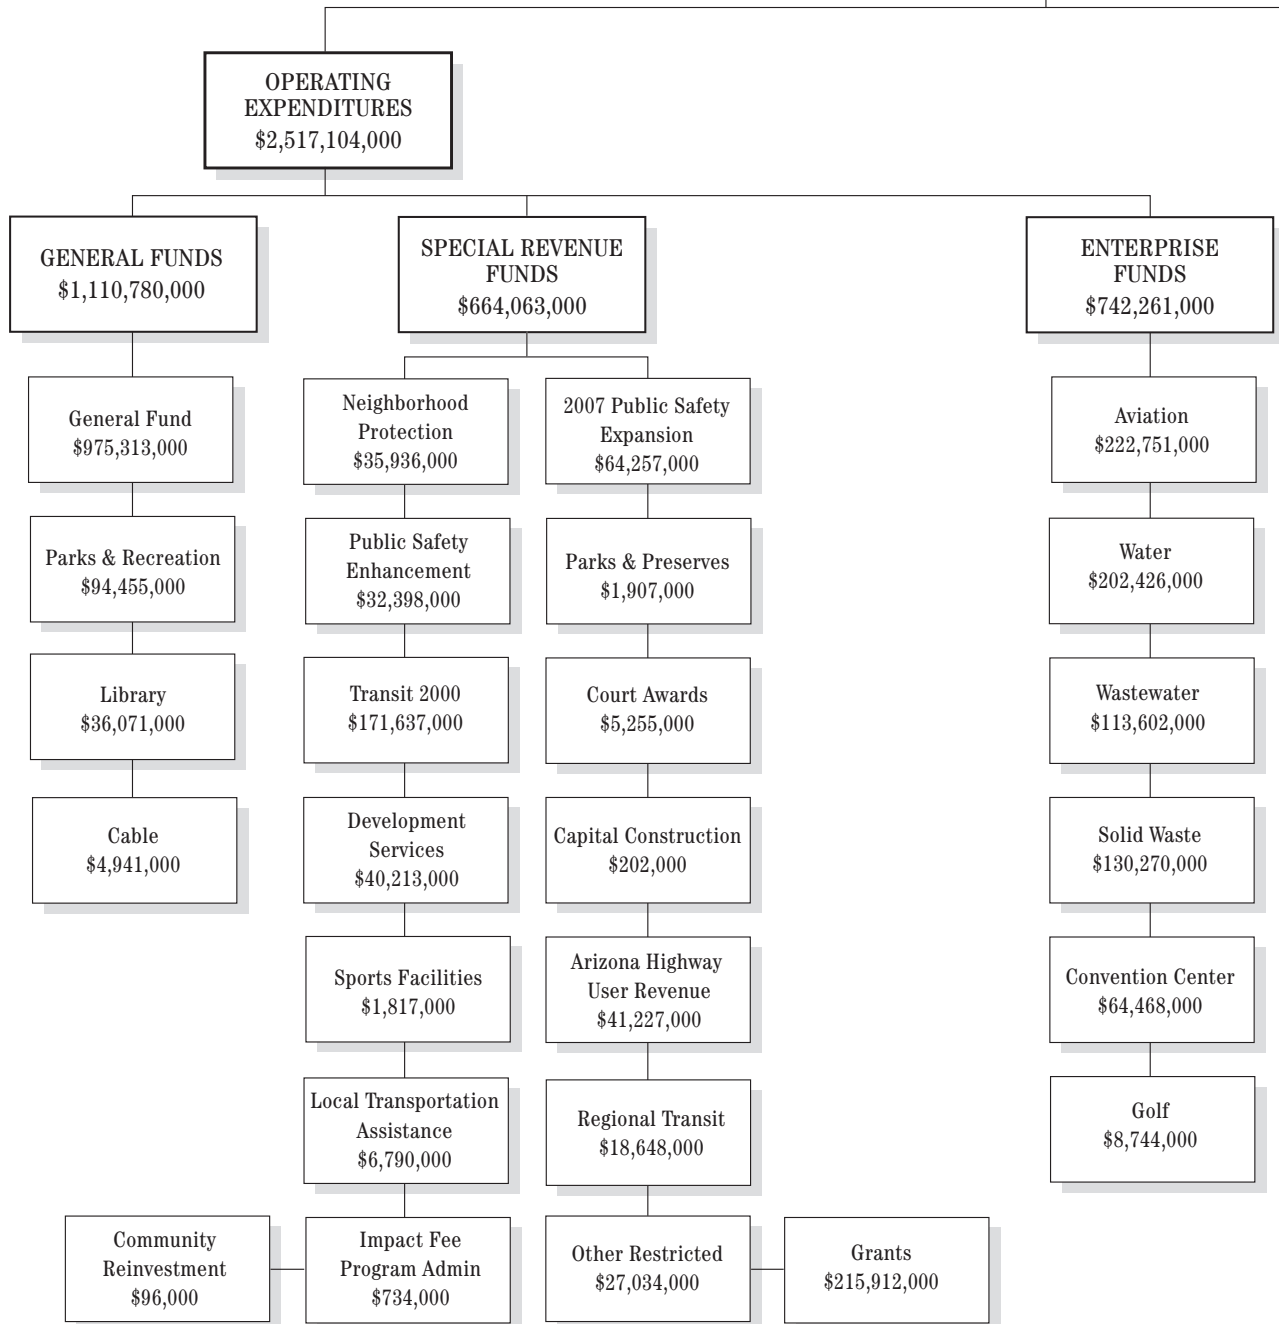 OPERATING
EXPENDITURES
$2,517,104,000
GENERAL FUNDS
$1,110,780,000
SPECIAL REVENUE
FUNDS
$664,063,000
ENTERPRISE
FUNDS
$742,261,000
General Fund
$975,313,000
Parks & Recreation
$94,455,000
Library
$36,071,000
Cable
$4,941,000
Neighborhood
Protection
$35,936,000
Public Safety
Enhancement
$32,398,000
Transit 2000
$171,637,000
Development
Services
$40,213,000
Sports Facilities
$1,817,000
Local Transportation
Assistance
$6,790,000
Impact Fee
Program Admin
$734,000
Community
Reinvestment
$96,000
2007 Public Safety
Expansion
$64,257,000
Parks & Preserves
$1,907,000
Court Awards
$5,255,000
Capital Construction
$202,000
Arizona Highway
User Revenue
$41,227,000
Regional Transit
$18,648,000
Other Restricted
$27,034,000
Grants
$215,912,000
Aviation
$222,751,000
Water
$202,426,000
Wastewater
$113,602,000
Solid Waste
$130,270,000
Convention Center
$64,468,000
Golf
$8,744,000